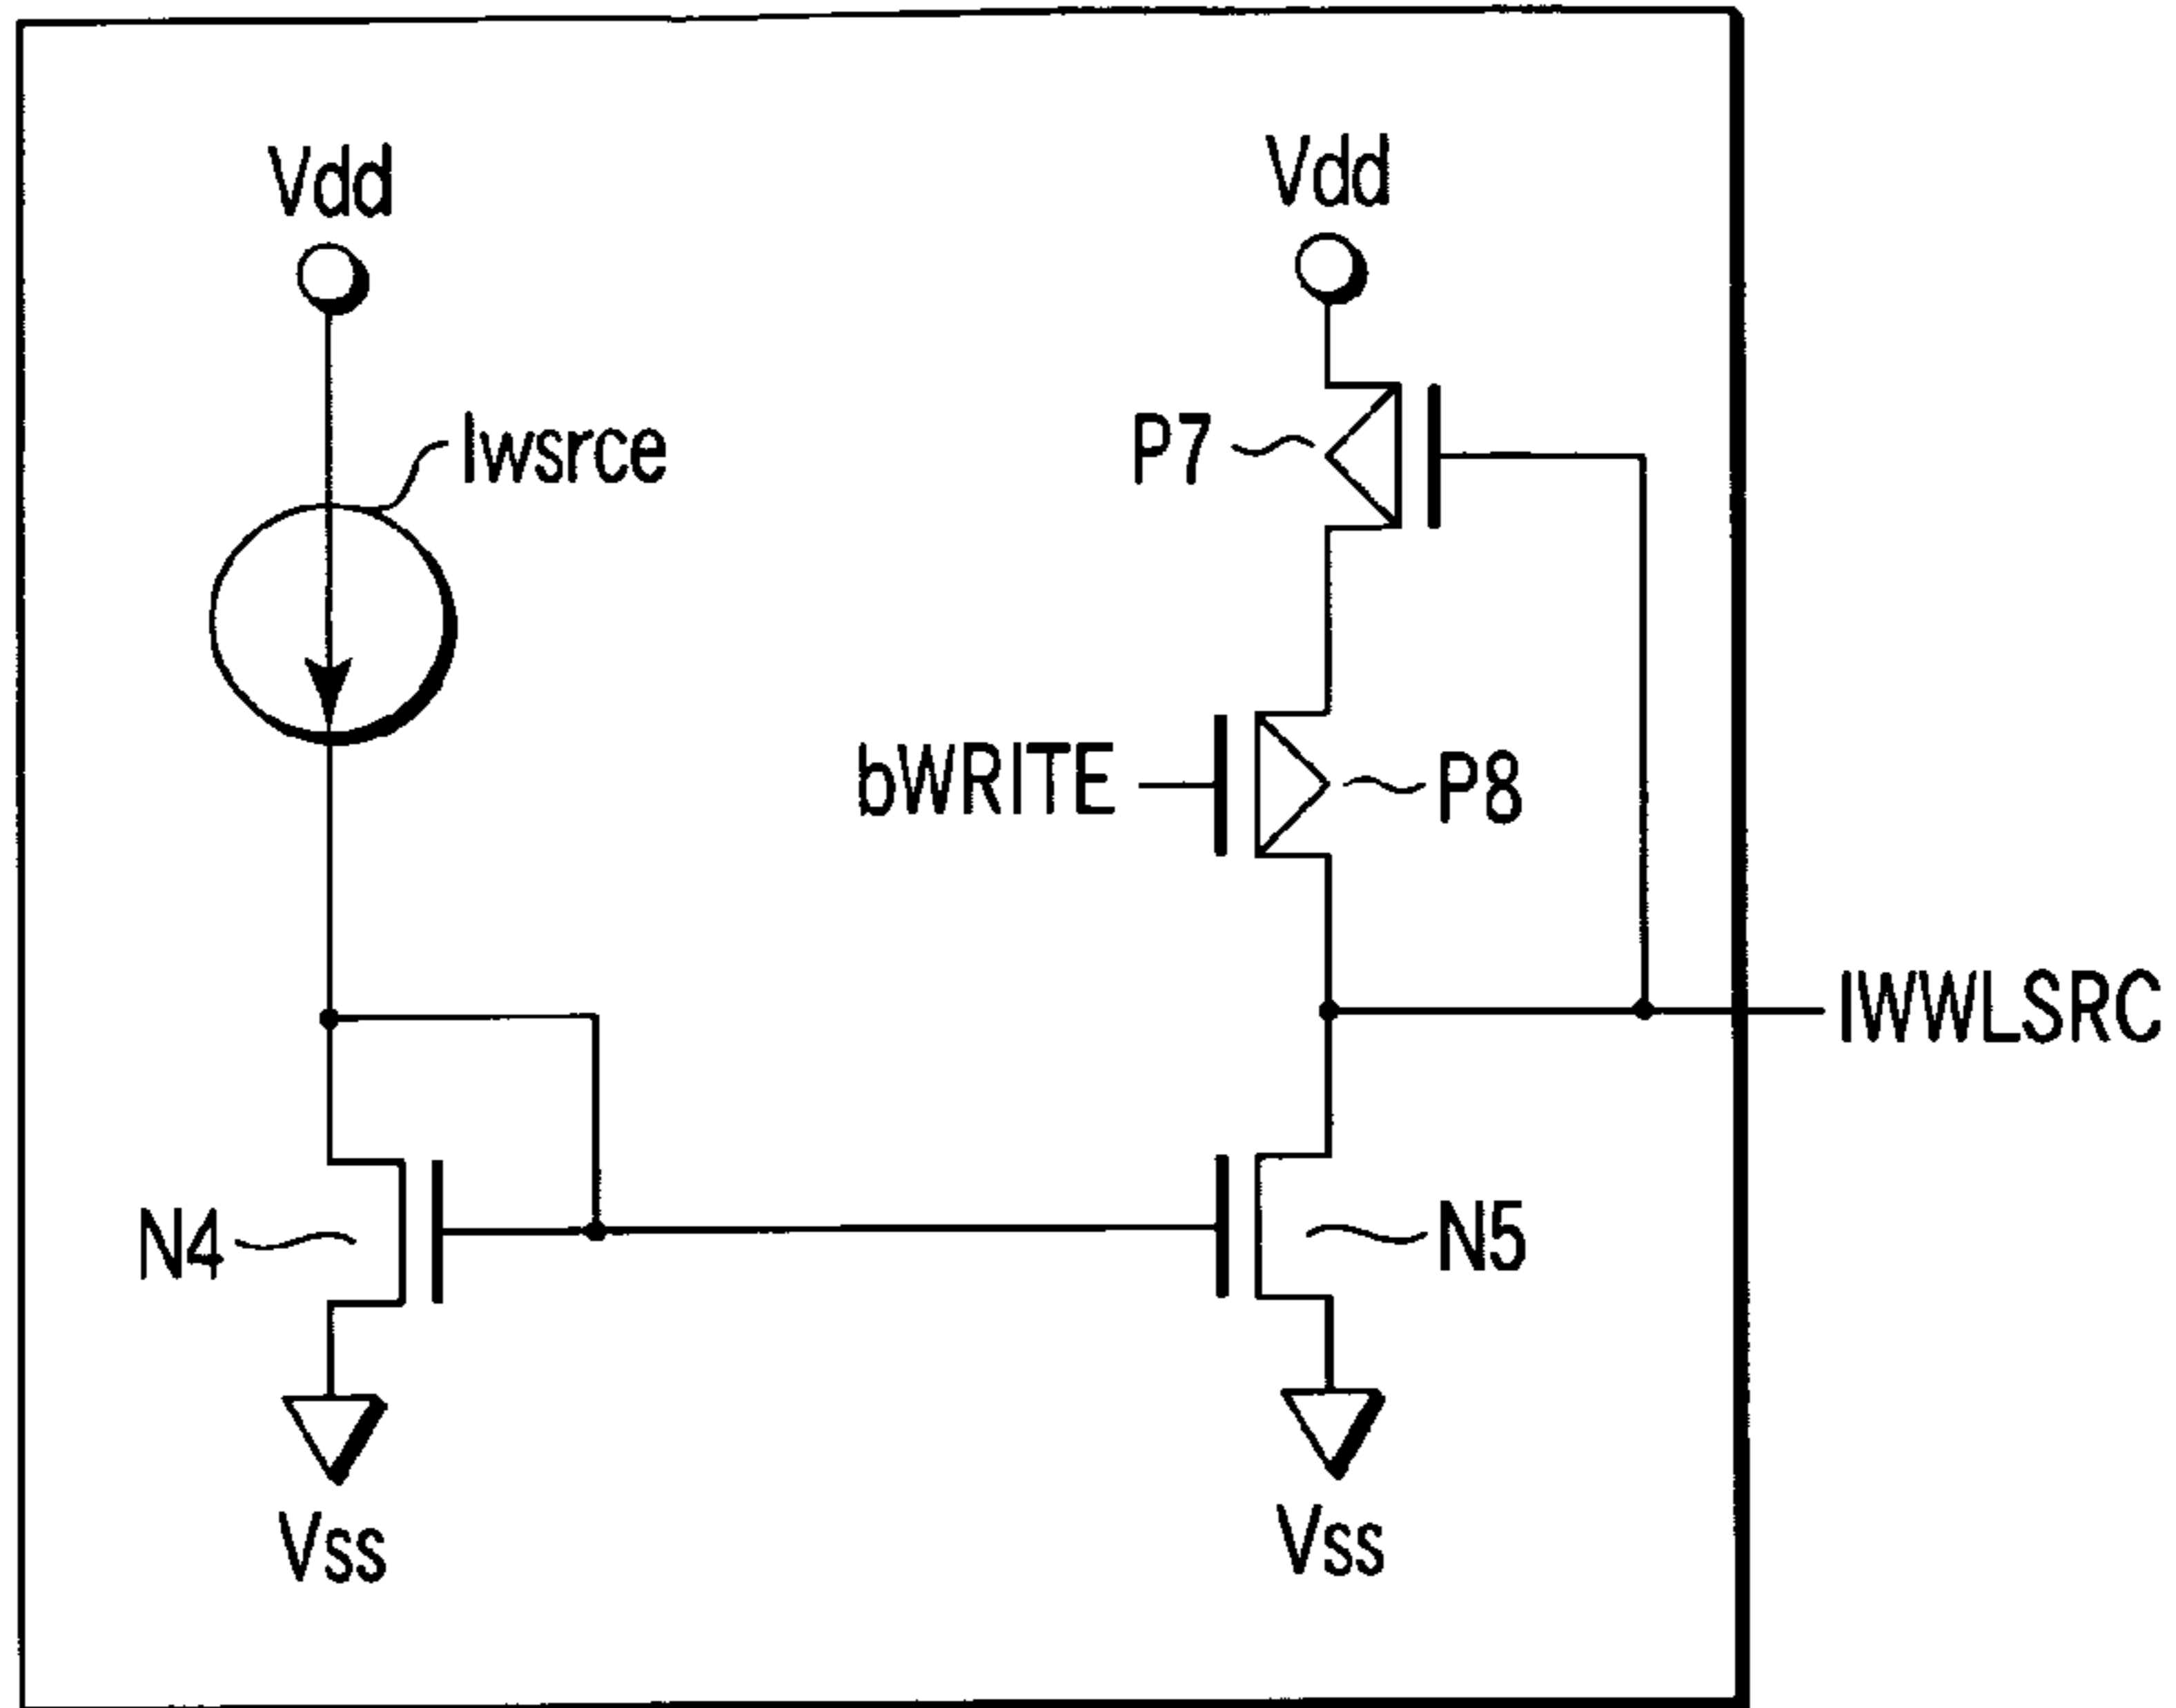 Vdd
Vdd
Iwsrce
P7
bWRITE
P8
IWWLSRC
N4
N5
Vss
Vss